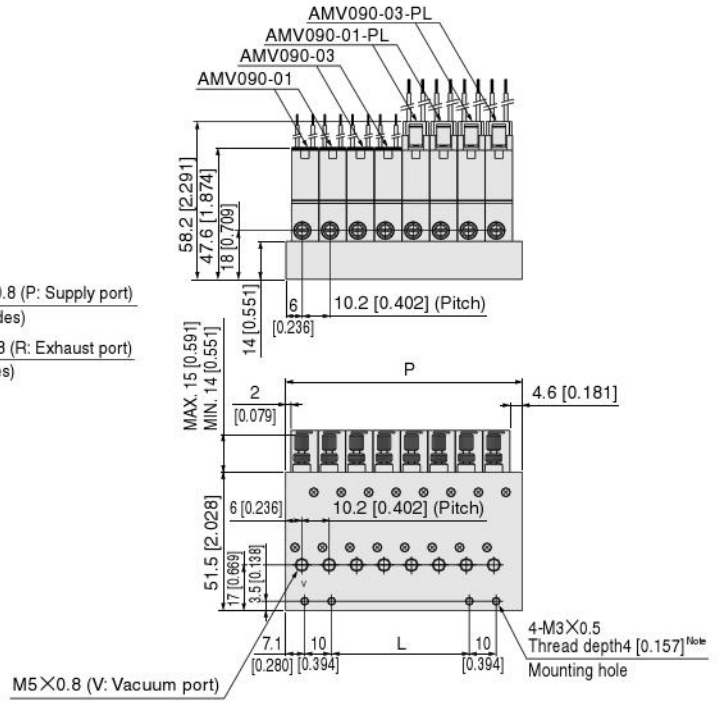 AMV090-03-PL
AMV090-01-PL
AMV090-03
AMV090-01
58.2 [2.291]
47.6 [1.874]
18 [0.709]
14 [0.551]
6
[0.236]
10.2 [0.402] (Pitch)
0.8 (P: Supply port)
des)
8 (R: Exhaust port)
es)
MAX. 15 [0.591]
MIN. 14 [0.551]
P
2
[0.079]
4.6 [0.181]
6 [0.236]
10.2 [0.402] (Pitch)
51.5 [2.028]
17 [0.669]
3.5 [0.138]
V
7.1
[0.280]
10
[0.394]
L
10
[0.394]
4-M3×0.5
Thread depth4 [0.157] Note
Mounting hole
M5×0.8 (V: Vacuum port)